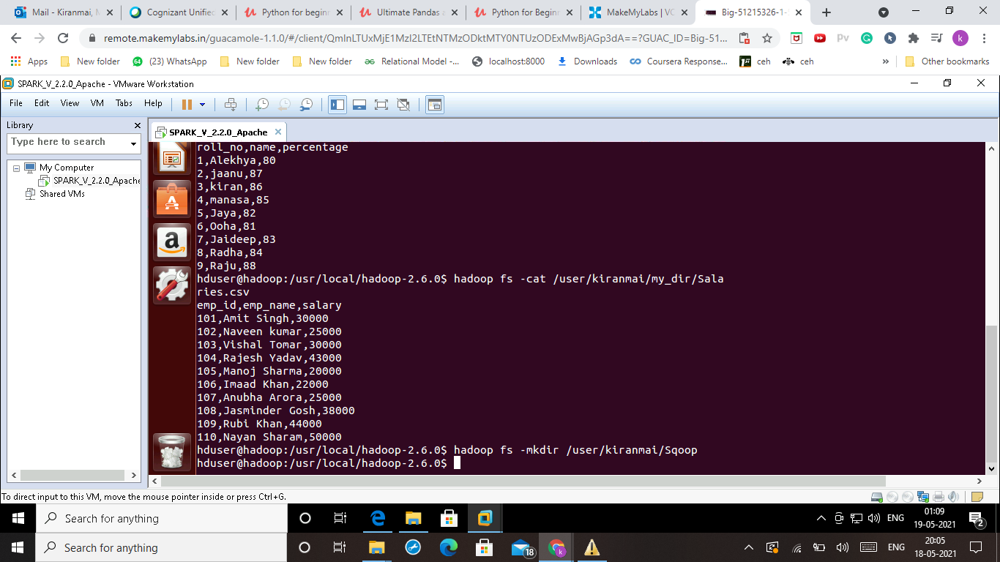 Mail - Kiranmai, M
Cognizant Unified
Python for beginn
Ultimate Pandas a
Python for Beginn
MakeMyLabs | VC
Big-51215326-1-
remote.makemylabs.in/guacamole-1.1.0/#/client/QmlnLTUxMjE1MzI2LTEtNTMzODktMTY0NTUzODExMwBjAGp3dA==?GUAC_ID=Big-51...
Apps
New folder
(23) WhatsApp
New folder
New folder
Relational Model -...
localhost:8000
Downloads
Coursera Response...
ceh
ceh
»
Other bookmarks
SPARK_V_2.2.0_Apache - VMware Workstation
File Edit View VM Tabs Help
Library
Type here to search
My Computer
SPARK_V_2.2.0_Apache
Shared VMs
SPARK_V_2.2.0_Apache
roll_no,name,percentage
1,Alekhya,80
2,jaanu,87
3,kiran,86
4,manasa,85
5,Jaya,82
6,Ooha,81
7,Jaideep,83
8,Radha,84
9,Raju,88
hduser@hadoop:/usr/local/hadoop-2.6.0$ hadoop fs -cat /user/kiranmai/my_dir/Sala
ries.csv
emp_id,emp_name,salary
101,Amit Singh,30000
102,Naveen kumar,25000
103,Vishal Tomar,30000
104,Rajesh Yadav,43000
105,Manoj Sharma,20000
106,Imaad Khan,22000
107,Anubha Arora,25000
108,Jasminder Gosh,38000
109,Rubi Khan,44000
110,Nayan Sharam,50000
hduser@hadoop:/usr/local/hadoop-2.6.0$ hadoop fs -mkdir /user/kiranmai/Sqoop
hduser@hadoop:/usr/local/hadoop-2.6.0$
To direct input to this VM, move the mouse pointer inside or press Ctrl+G.
Search for anything
ENG
01:09
19-05-2021
2
Search for anything
18
ENG
20:05
18-05-2021